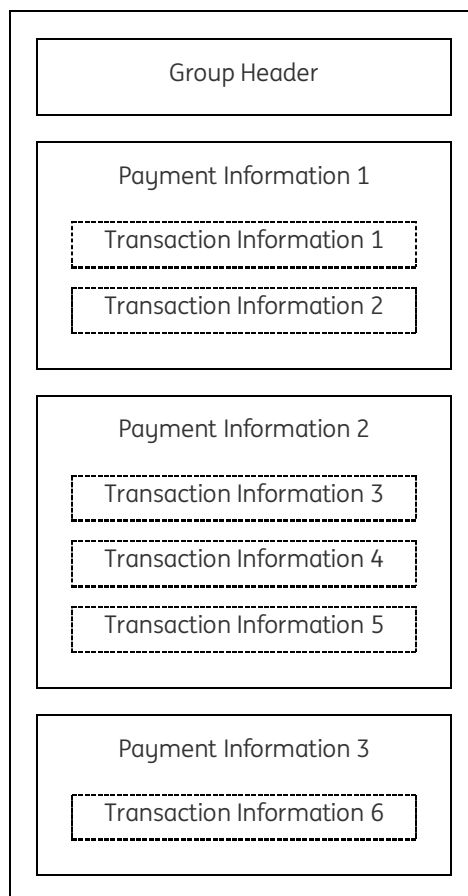 Group Header
Payment Information 1
Transaction Information 1
Transaction Information 2
Payment Information 2
Transaction Information 3
Transaction Information 4
Transaction Information 5
Payment Information 3
Transaction Information 6